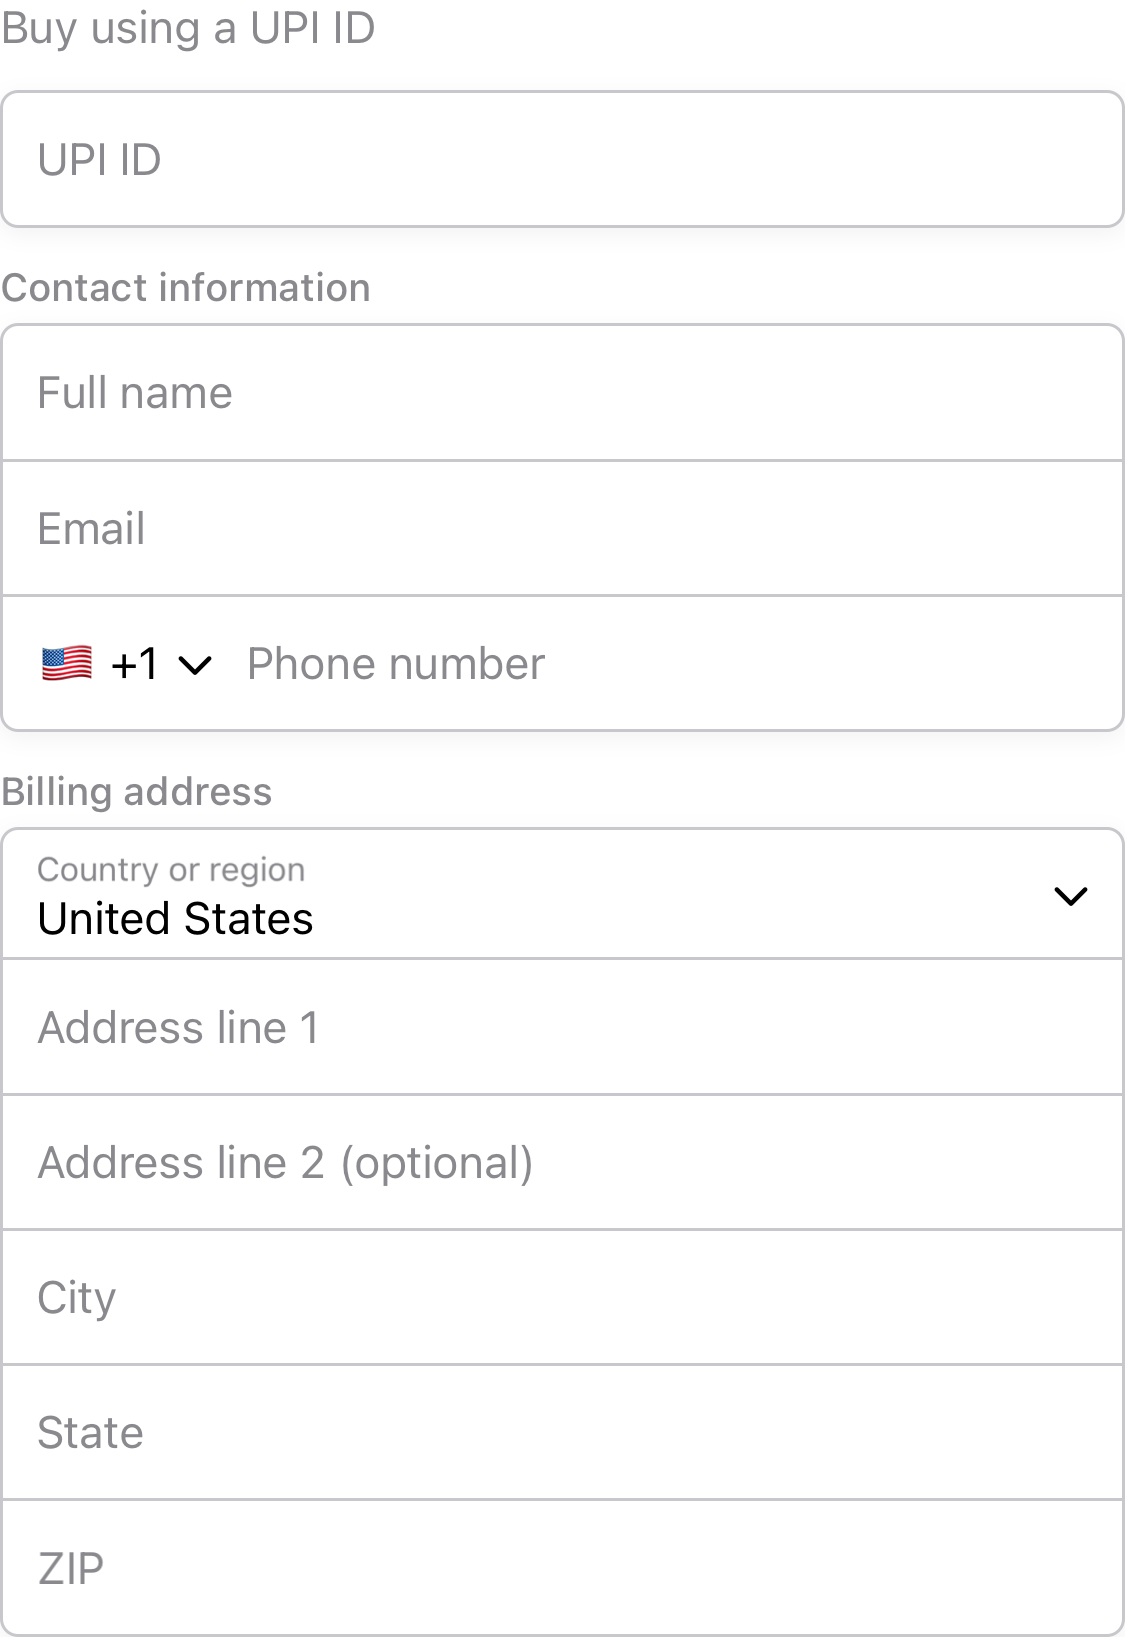 Buy using a UPI ID
UPI ID
Contact information
Full name
Email
+1 Phone number
Billing address
Country or region
United States
Address line 1
Address line 2 (optional)
City
State
ZIP